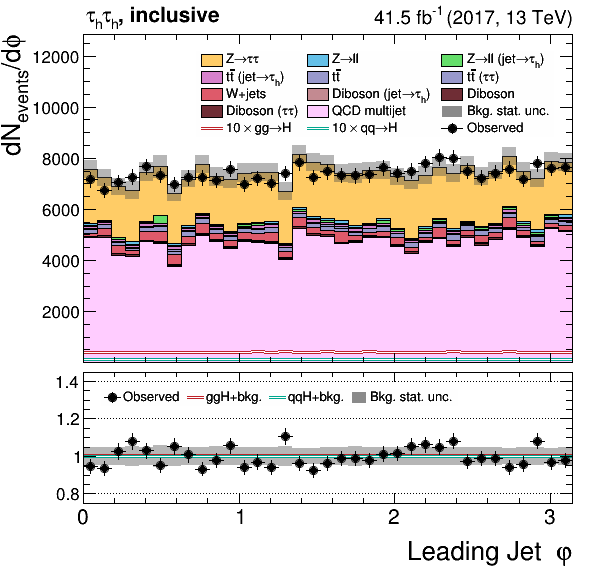 τhτh, inclusive 41.5 fb⁻¹ (2017, 13 TeV)
dNevents/dϕ
12000
10000
8000
6000
4000
2000
Z→ττ Z→ll Z→ll (jet→τh)
tt̄ (jet→τh) tt̄ tt̄ (ττ)
W+jets Diboson (jet→τh) Diboson
Diboson (ττ) QCD multijet Bkg. stat. unc.
10 × gg→H 10 × qq→H Observed
1.4
1.2
1
0.8
Observed ggH+bkg. qqH+bkg. Bkg. stat. unc.
0 1 2 3
Leading Jet φ